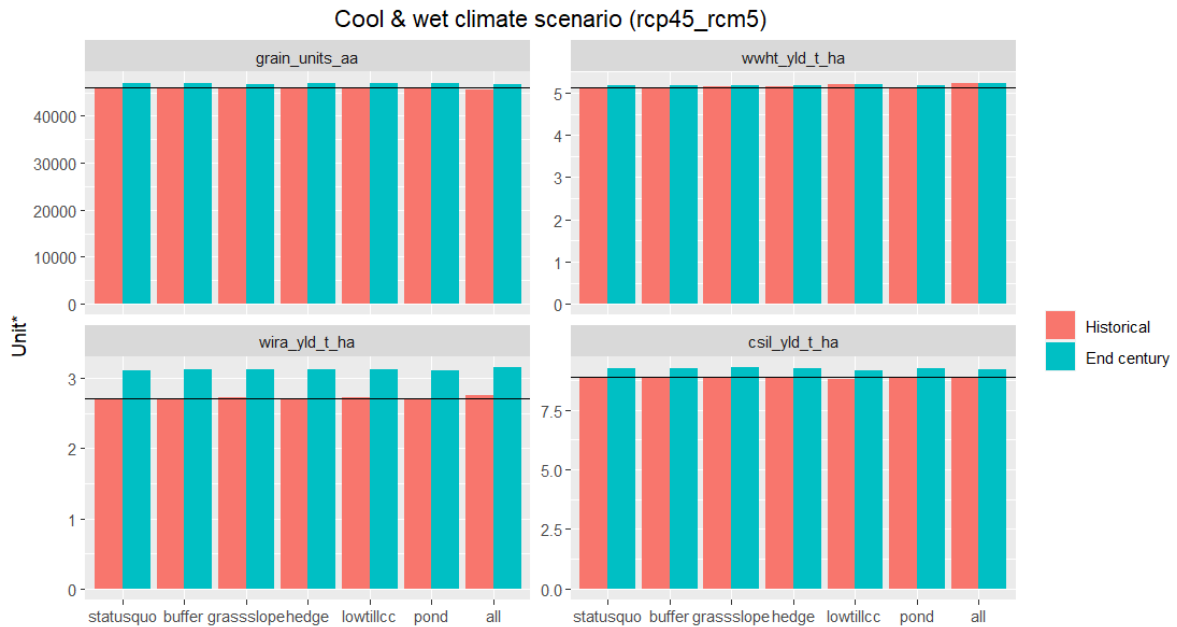 Cool & wet climate scenario (rcp45_rcm5)
grain_units_aa
wwht_yld_t_ha
40000
30000
20000
10000
0
5
4
3
2
1
0
Unit*
wira_yld_t_ha
csil_yld_t_ha
3
2
1
0
7.5
5.0
2.5
0.0
Historical
End century
statusquo buffer grassslope hedge lowtillcc pond all
statusquo buffer grassslope hedge lowtillcc pond all